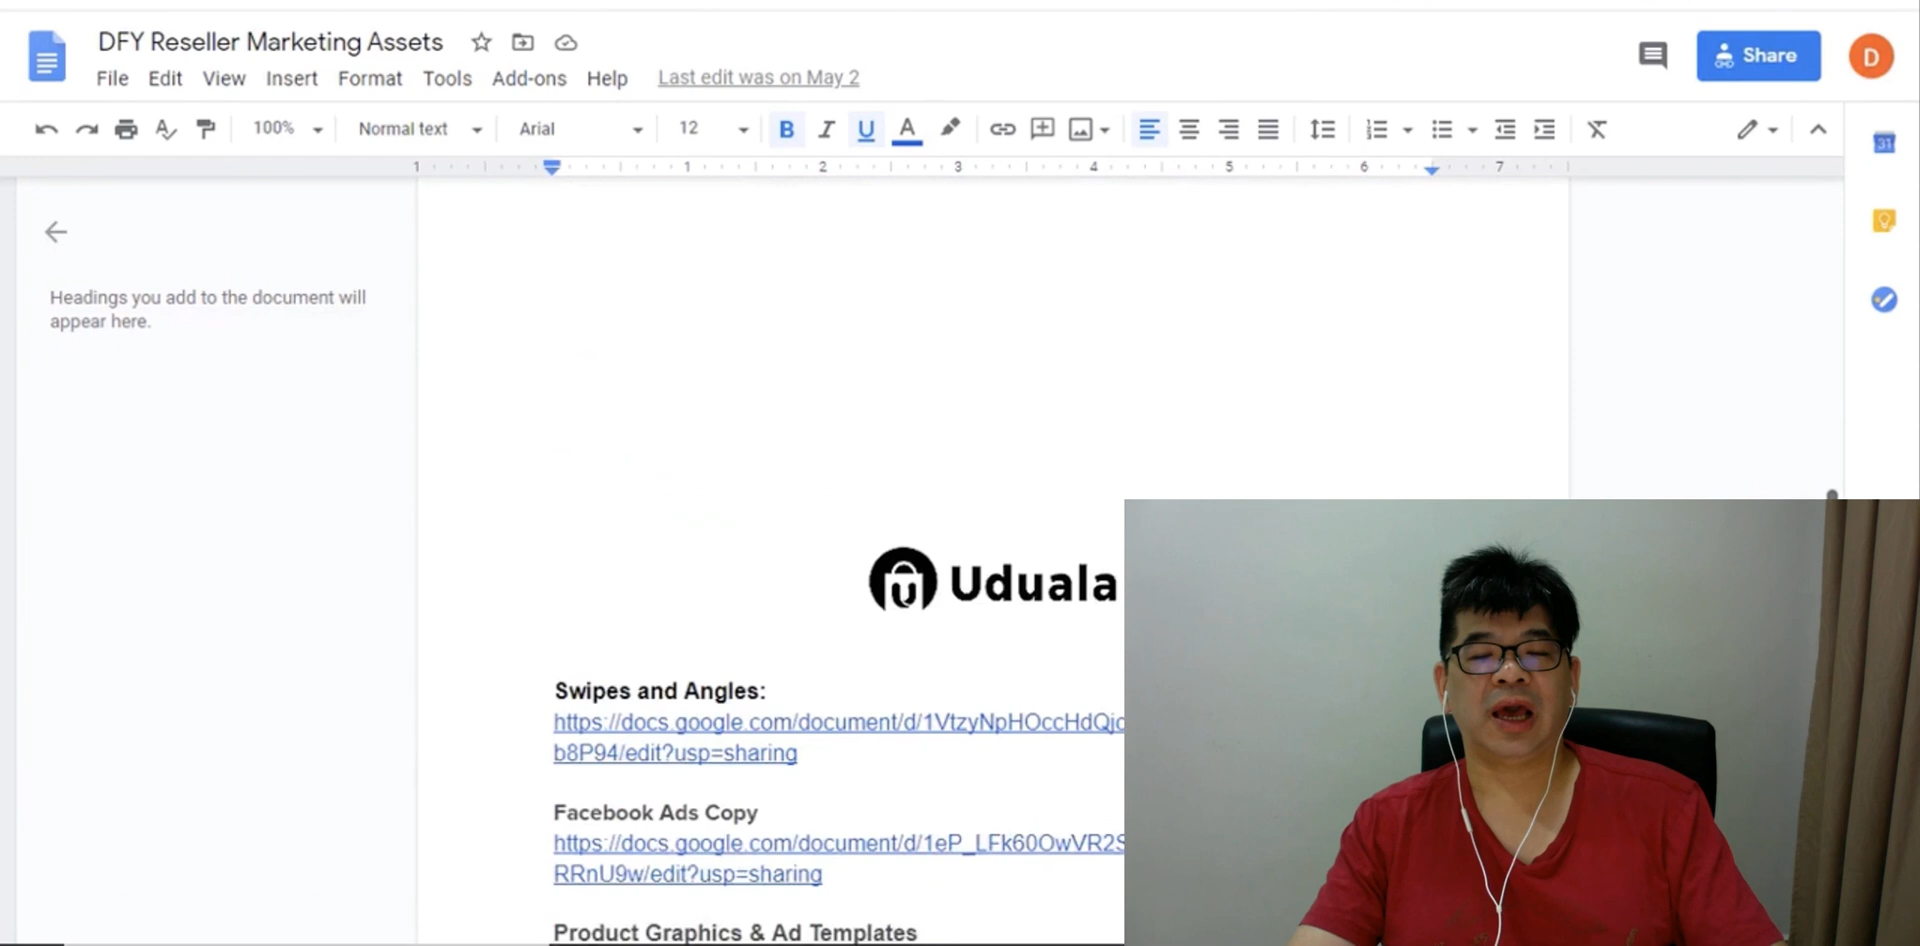 DFY Reseller Marketing Assets
File Edit View Insert Format Tools Add-ons Help Last edit was on May 2
Share
D
100% Normal text Arial 12 B I U A
31
1 1 2 3 4 5 6 7
Headings you add to the document will
appear here.
Uduala
Swipes and Angles:
https://docs.google.com/document/d/1VtzyNpHOccHdQjc
b8P94/edit?usp=sharing
Facebook Ads Copy
https://docs.google.com/document/d/1eP_LFk60OwVR2S
RRnU9w/edit?usp=sharing
Product Graphics & Ad Templates